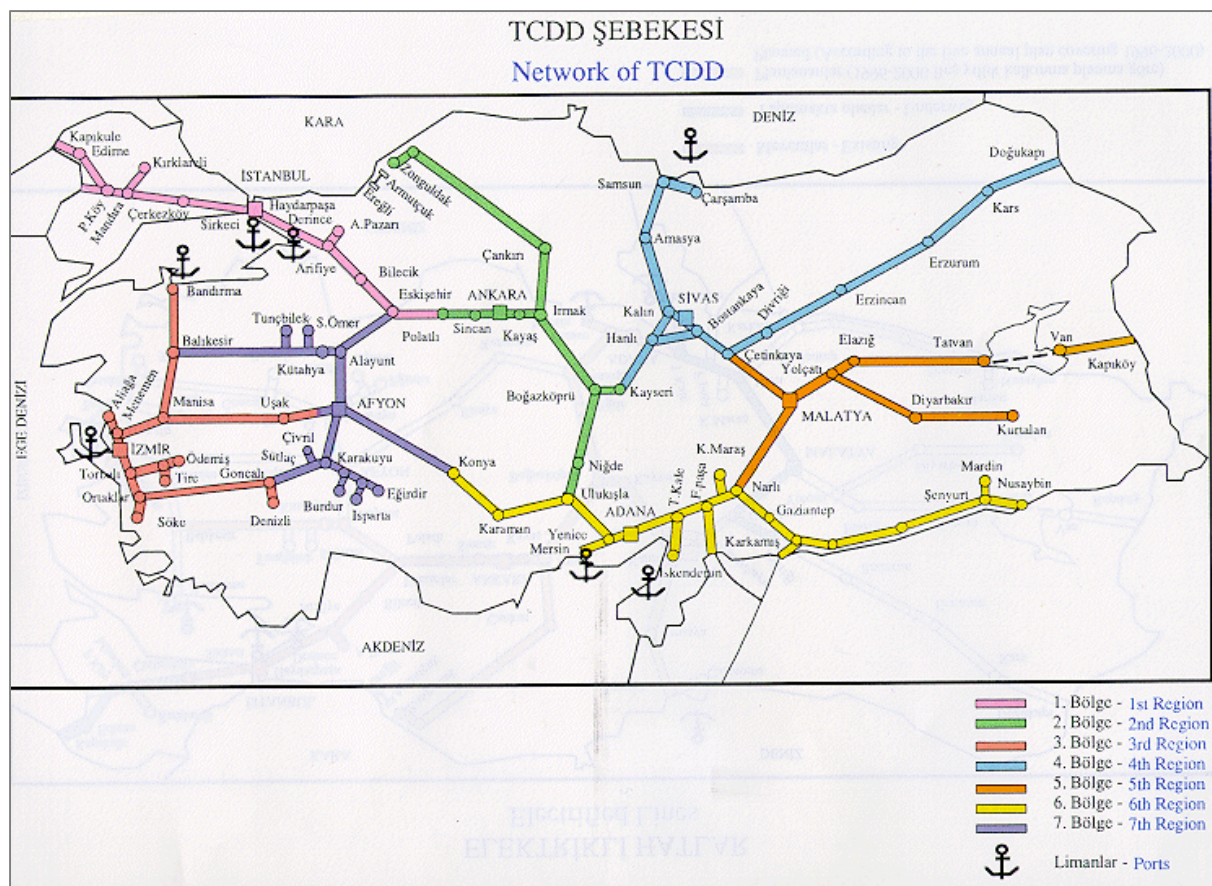 TCDD ŞEBEKESİ
Network of TCDD
KARA
DENİZ
Kapıkule
Edirne
Kırklareli
İSTANBUL
P.Köy
Mandıra
Çerkezköy
Sirkeci
Haydarpaşa
Derince
A.Pazarı
Arifiye
Bilecik
Zonguldak
Armutçuk
Ereğli
Çankırı
Samsun
Çarşamba
Amasya
Doğukapı
Kars
Erzurum
Erzincan
Divriği
Bostankaya
SİVAS
Kalın
Hanlı
Çetinkaya
Bandırma
Balıkesir
Tunçbilek
S.Ömer
Kütahya
Alayunt
Eskişehir
Polatlı
ANKARA
Sincan
Kayaş
Irmak
Boğazköprü
Kayseri
Elazığ
Yolçatı
Tatvan
Van
Kapıköy
MALATYA
Diyarbakır
Kurtalan
EGE DENİZİ
Aliağa
Menemen
Manisa
Uşak
AFYON
İZMİR
Çivril
Sütlaç
Karakuyu
Torbalı
Ödemiş
Tire
Goncalı
Ortaklar
Söke
Denizli
Burdur
Isparta
Eğirdir
Konya
Karaman
Niğde
Ulukışla
ADANA
Yenice
Mersin
T.Kale
F.paşa
K.Maraş
Narlı
Gaziantep
Karkamış
İskenderun
Mardin
Nusaybin
Şenyurt
AKDENİZ
1. Bölge - 1st Region
2. Bölge - 2nd Region
3. Bölge - 3rd Region
4. Bölge - 4th Region
5. Bölge - 5th Region
6. Bölge - 6th Region
7. Bölge - 7th Region
Limanlar - Ports
Electrified Lines
ELEKTRİKLİ HATLAR